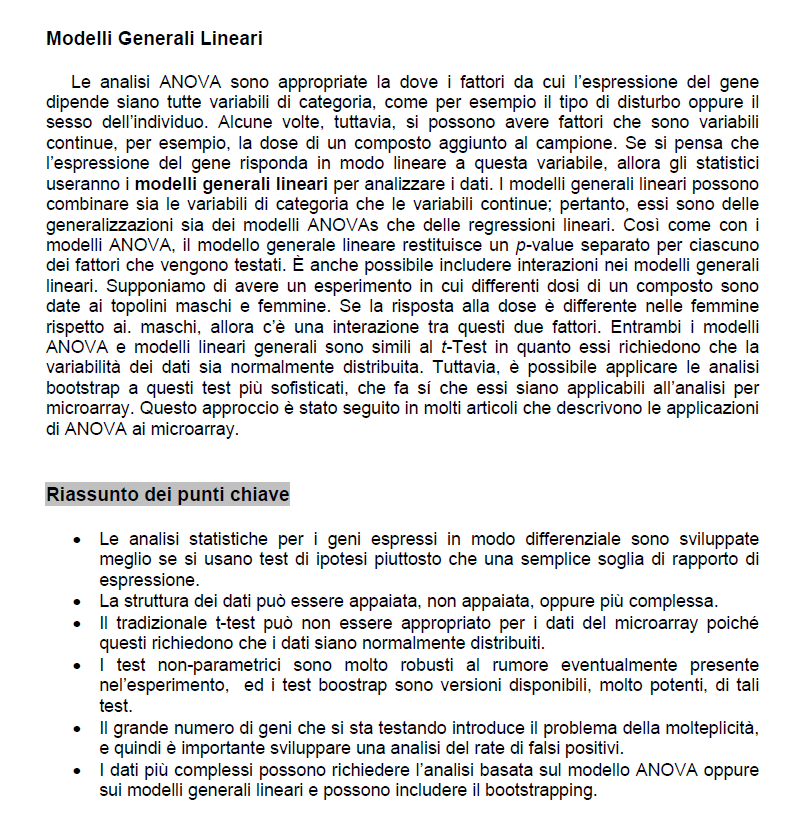 Modelli Generali Lineari
Le analisi ANOVA sono appropriate la dove i fattori da cui l'espressione del gene
dipende siano tutte variabili di categoria, come per esempio il tipo di disturbo oppure il
sesso dell'individuo. Alcune volte, tuttavia, si possono avere fattori che sono variabili
continue, per esempio, la dose di un composto aggiunto al campione. Se si pensa che
l'espressione del gene risponda in modo lineare a questa variabile, allora gli statistici
useranno i modelli generali lineari per analizzare i dati. I modelli generali lineari possono
combinare sia le variabili di categoria che le variabili continue; pertanto, essi sono delle
generalizzazioni sia dei modelli ANOVAs che delle regressioni lineari. Così come con i
modelli ANOVA, il modello generale lineare restituisce un p-value separato per ciascuno
dei fattori che vengono testati. È anche possibile includere interazioni nei modelli generali
lineari. Supponiamo di avere un esperimento in cui differenti dosi di un composto sono
date ai topolini maschi e femmine. Se la risposta alla dose è differente nelle femmine
rispetto ai. maschi, allora c'è una interazione tra questi due fattori. Entrambi i modelli
ANOVA e modelli lineari generali sono simili al t-Test in quanto essi richiedono che la
variabilità dei dati sia normalmente distribuita. Tuttavia, è possibile applicare le analisi
bootstrap a questi test più sofisticati, che fa sí che essi siano applicabili all'analisi per
microarray. Questo approccio è stato seguito in molti articoli che descrivono le applicazioni
di ANOVA ai microarray.
Riassunto dei punti chiave
• Le analisi statistiche per i geni espressi in modo differenziale sono sviluppate
meglio se si usano test di ipotesi piuttosto che una semplice soglia di rapporto di
espressione.
• La struttura dei dati può essere appaiata, non appaiata, oppure più complessa.
• Il tradizionale t-test può non essere appropriato per i dati del microarray poiché
questi richiedono che i dati siano normalmente distribuiti.
• I test non-parametrici sono molto robusti al rumore eventualmente presente
nel'esperimento, ed i test boostrap sono versioni disponibili, molto potenti, di tali
test.
• Il grande numero di geni che si sta testando introduce il problema della molteplicità,
e quindi è importante sviluppare una analisi del rate di falsi positivi.
• I dati più complessi possono richiedere l'analisi basata sul modello ANOVA oppure
sui modelli generali lineari e possono includere il bootstrapping.